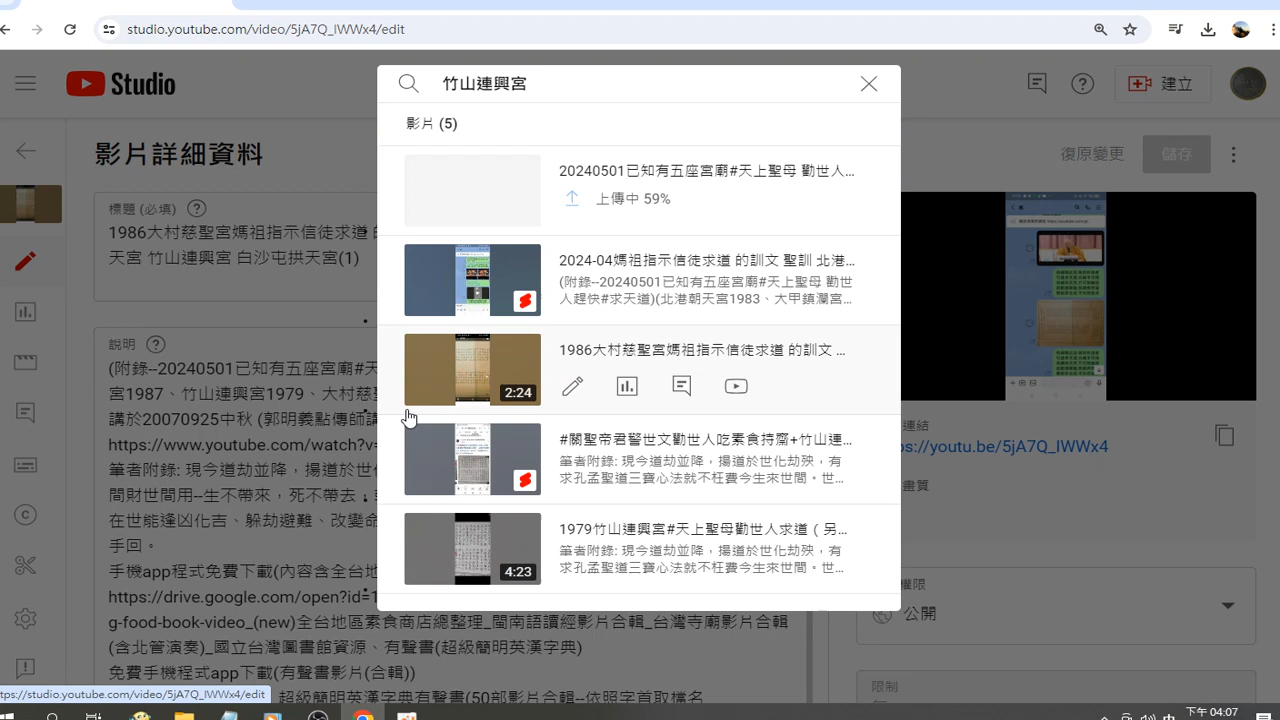 studio.youtube.com/video/5jA7Q_lWWx4/edit
Studio
竹山連興宮
建立
影片 (5)
影片詳細資料
復原變更
儲存
20240501已知有五座宮廟#天上聖母 勸世人...
上傳中 59%
標題 (必填)
1986大村慈聖宮媽祖指示信徒求道
天宮 竹山連興宮 白沙屯拱天宮(1)
2024-04媽祖指示信徒求道 的訓文 聖訓 北港...
(附錄--20240501已知有五座宮廟#天上聖母 勸世
人趕快#求天道)(北港朝天宮1983、大甲鎮瀾宮...
說明
1986大村慈聖宮媽祖指示信徒求道 的訓文 ...
2:24
(附錄--20240501已知有五座宮廟#天
宮1987、竹山連興宮1979、大村慈
講於20070925中秋 (郭明義點傳師講
https://www.youtube.com/watch?v=
筆者附錄: 現今道劫並降，揚道於世化
間財世間用--生不帶來，死不帶去
在世能逢凶化吉、躲劫避難、改變命
手回。
#關聖帝君警世文勸世人吃素食持齋+竹山連...
筆者附錄: 現今道劫並降，揚道於世化劫殃，有
求孔孟聖道三寶心法就不枉費今生來世間。世...
連結
ps://youtu.be/5jA7Q_lWWx4
畫質
1979竹山連興宮#天上聖母勸世人求道 ( 另...
筆者附錄: 現今道劫並降，揚道於世化劫殃，有
求孔孟聖道三寶心法就不枉費今生來世間。世...
4:23
手機app程式免費下載(內容含全台地
https://drive.google.com/open?id=1
g-food-book-video_(new)全台地區素食商店總整理_閩南語讀經影片合輯_台灣寺廟影片合輯
(含北管演奏)_國立台灣圖書館資源、有聲書(超級簡明英漢字典)
免費手機程式app下載(有聲書影片(合輯))
超級簡明英漢字典有聲書(50部影片合輯--依照字首取檔名
權限
公開
限制
ttps://studio.youtube.com/video/5jA7Q_lWWx4/edit
中
下午 04:07